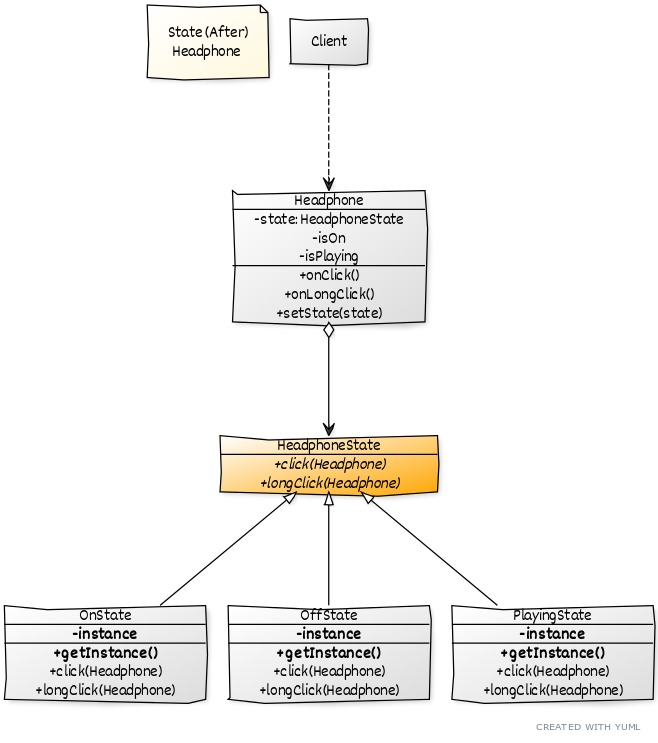 State(After)
Headphone
Client
Headphone
-state: HeadphoneState
-isOn
-isPlaying
+onClick()
+onLongClick()
+setState(state)
HeadphoneState
+click(Headphone)
+longClick(Headphone)
OnState
-instance
+getInstance()
+click(Headphone)
+longClick(Headphone)
OffState
-instance
+getInstance()
+click(Headphone)
+longClick(Headphone)
PlayingState
-instance
+getInstance()
+click(Headphone)
+longClick(Headphone)
CREATED WITH YUML